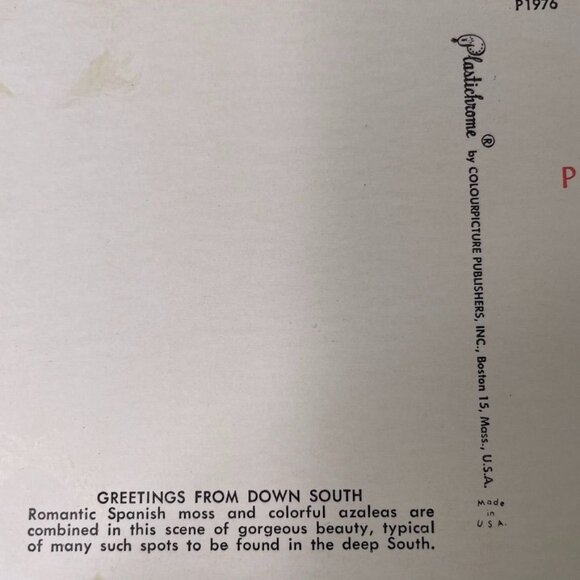 P1976
Plastichrome® by COLOURPICTURE PUBLISHERS, INC., Boston 15, Mass., U.S.A.
Made
in
U S A.
P
GREETINGS FROM DOWN SOUTH
Romantic Spanish moss and colorful azaleas are
combined in this scene of gorgeous beauty, typical
of many such spots to be found in the deep South.